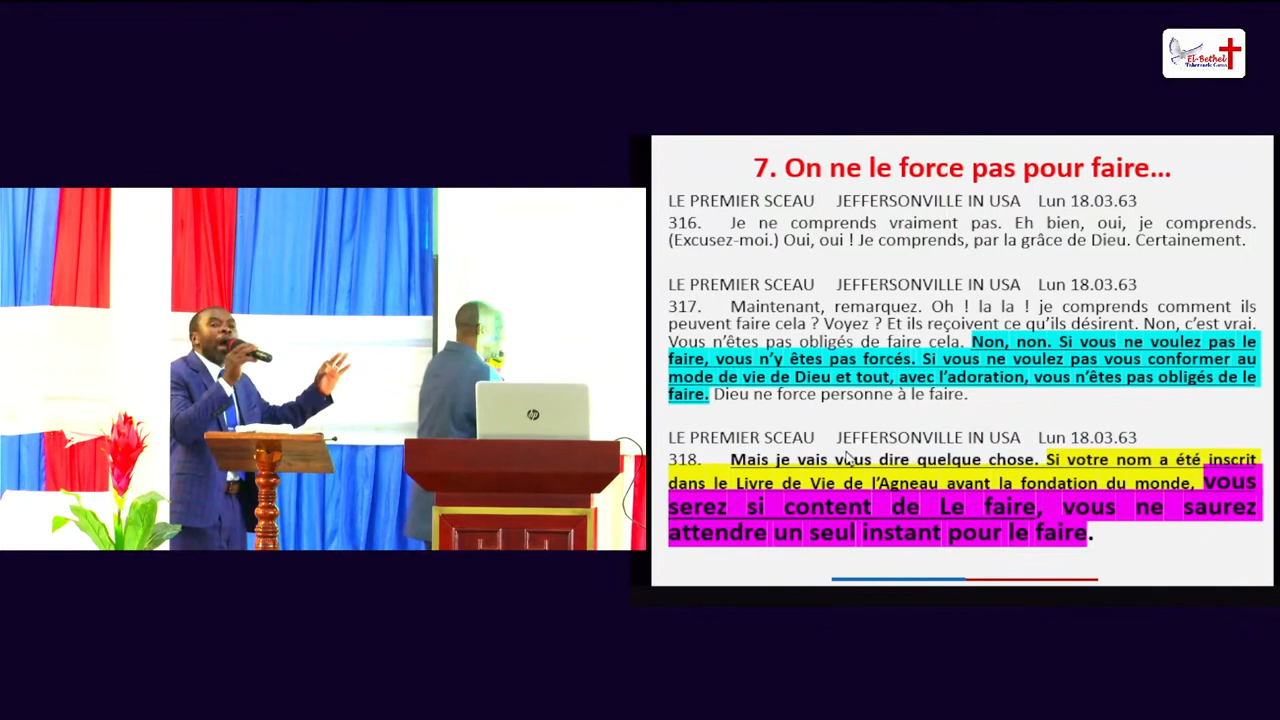 El-Bethel
7. On ne le force pas pour faire…
LE PREMIER SCEAU JEFFERSONVILLE IN USA Lun 18.03.63
316. Je ne comprends vraiment pas. Eh bien, oui, je comprends.
(Excusez-moi.) Oui, oui ! Je comprends, par la grâce de Dieu. Certainement.
LE PREMIER SCEAU JEFFERSONVILLE IN USA Lun 18.03.63
317. Maintenant, remarquez. Oh ! la la ! je comprends comment ils
peuvent faire cela ? Voyez ? Et ils reçoivent ce qu’ils désirent. Non, c’est vrai.
Vous n’êtes pas obligés de faire cela. Non, non. Si vous ne voulez pas le
faire, vous n’y êtes pas forcés. Si vous ne voulez pas vous conformer au
mode de vie de Dieu et tout, avec l’adoration, vous n’êtes pas obligés de le
faire. Dieu ne force personne à le faire.
LE PREMIER SCEAU JEFFERSONVILLE IN USA Lun 18.03.63
318. Mais je vais vous dire quelque chose. Si votre nom a été inscrit
dans le Livre de Vie de l’Agneau avant la fondation du monde, vous
serez si content de Le faire, vous ne saurez
attendre un seul instant pour le faire.
hp